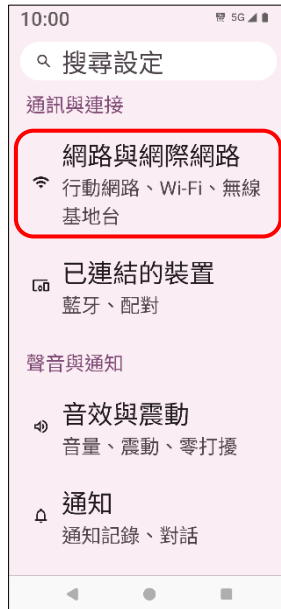 10:00 5G
搜尋設定
通訊與連接
網路與網際網路
行動網路、Wi-Fi、無線
基地台
已連結的裝置
藍牙、配對
聲音與通知
音效與震動
音量、震動、零打擾
通知
通知記錄、對話